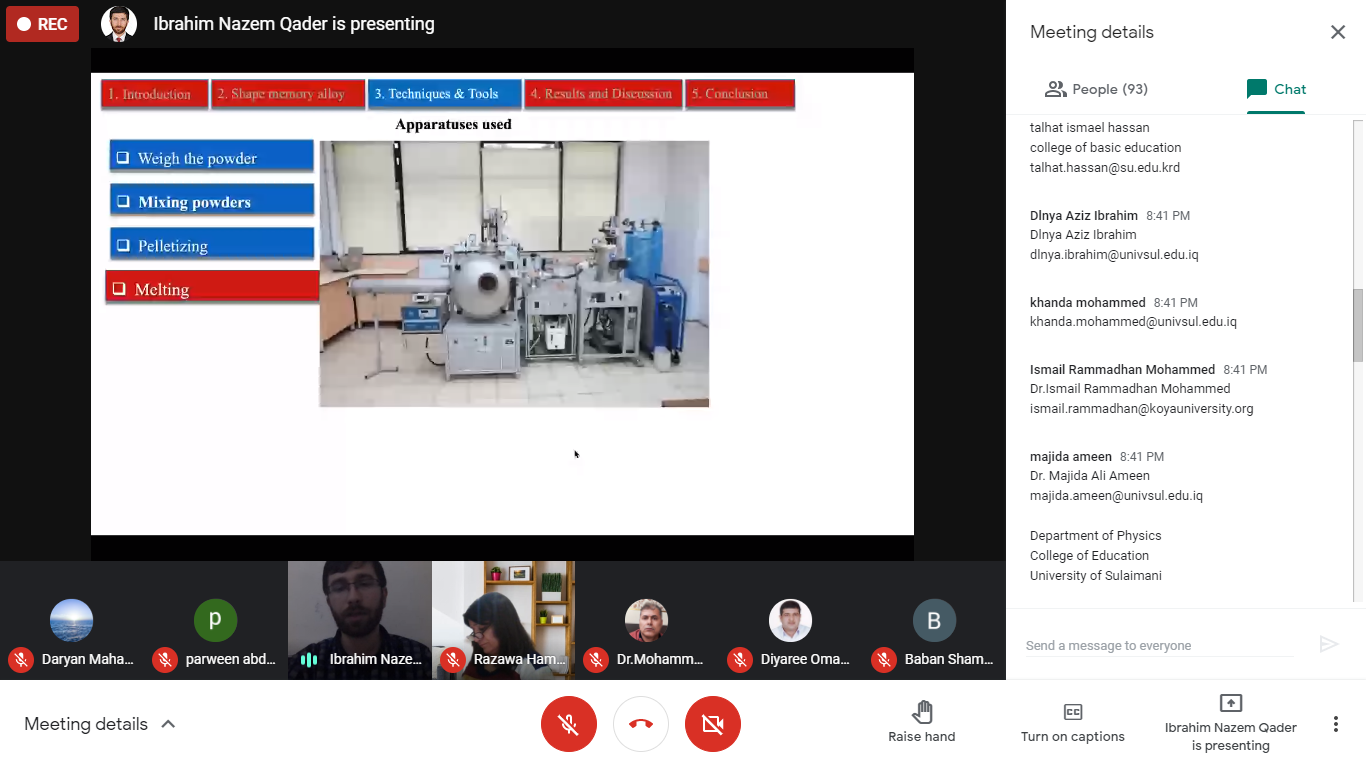 REC
Ibrahim Nazem Qader is presenting
1. Introduction
2. Shape memory alloy
3. Techniques & Tools
4. Results and Discussion
5. Conclusion
Apparatuses used
Weigh the powder
Mixing powders
Pelletizing
Melting
Daryan Maha...
p
parween abd...
Ibrahim Naze...
Razawa Ham...
Dr.Mohamm...
Diyaree Oma...
B
Baban Sham...
Meeting details
People (93)
Chat
talhat ismael hassan
college of basic education
talhat.hassan@su.edu.krd
Dlnya Aziz Ibrahim 8:41 PM
Dlnya Aziz Ibrahim
dlnya.ibrahim@univsul.edu.iq
khanda mohammed 8:41 PM
khanda.mohammed@univsul.edu.iq
Ismail Rammadhan Mohammed 8:41 PM
Dr.Ismail Rammadhan Mohammed
ismail.rammadhan@koyauniversity.org
majida ameen 8:41 PM
Dr. Majida Ali Ameen
majida.ameen@univsul.edu.iq
Department of Physics
College of Education
University of Sulaimani
Send a message to everyone
Meeting details
Raise hand
CC
Turn on captions
Ibrahim Nazem Qader
is presenting